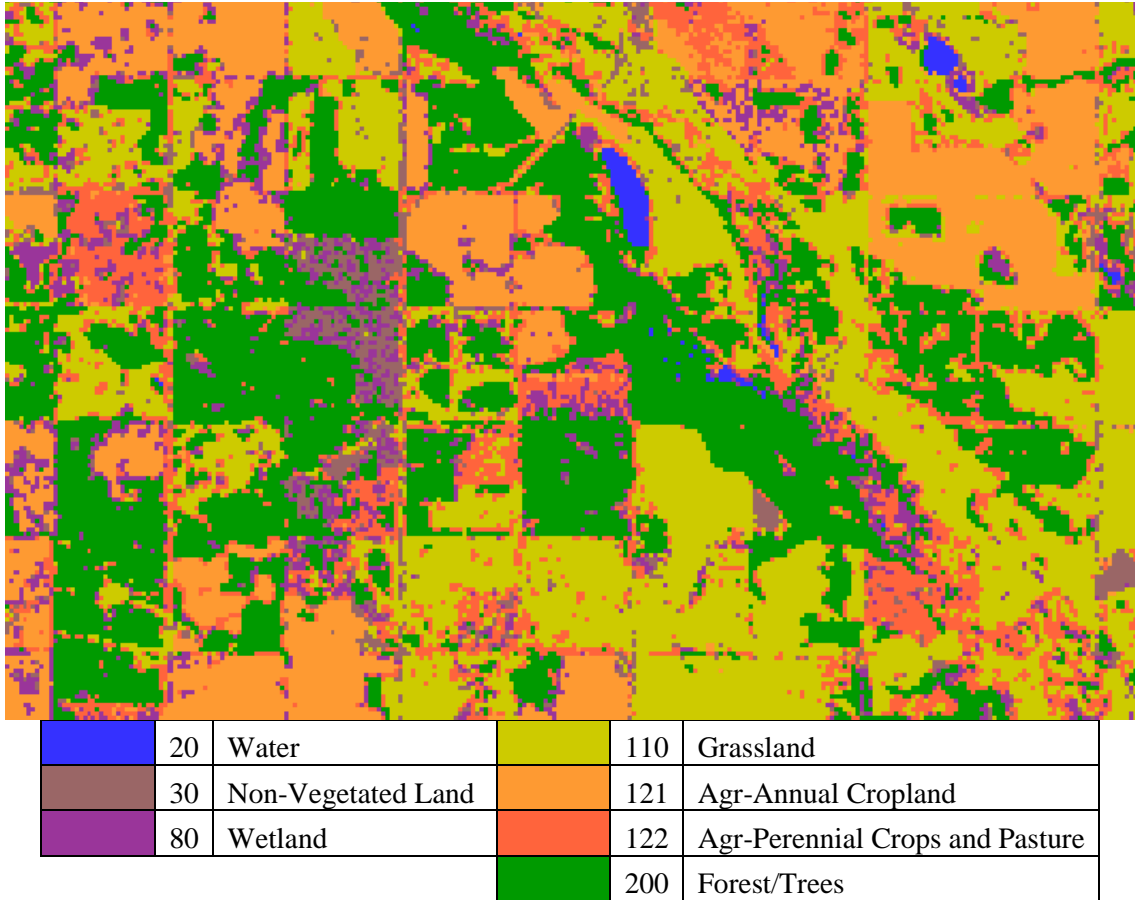 20 Water 110 Grassland
30 Non-Vegetated Land 121 Agr-Annual Cropland
80 Wetland 122 Agr-Perennial Crops and Pasture
200 Forest/Trees